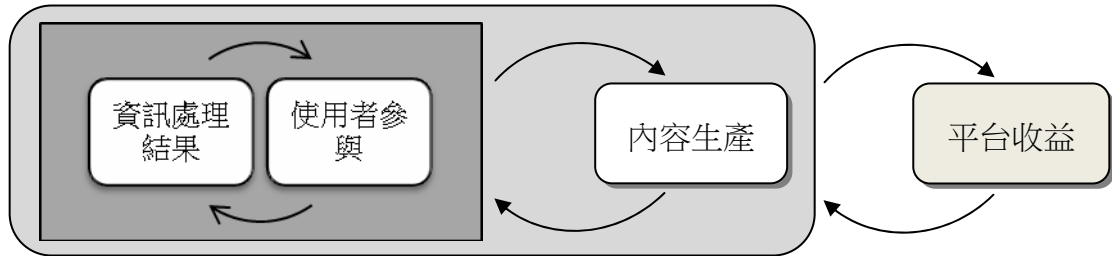 資訊處理
結果
使用者參
與
內容生產
平台收益